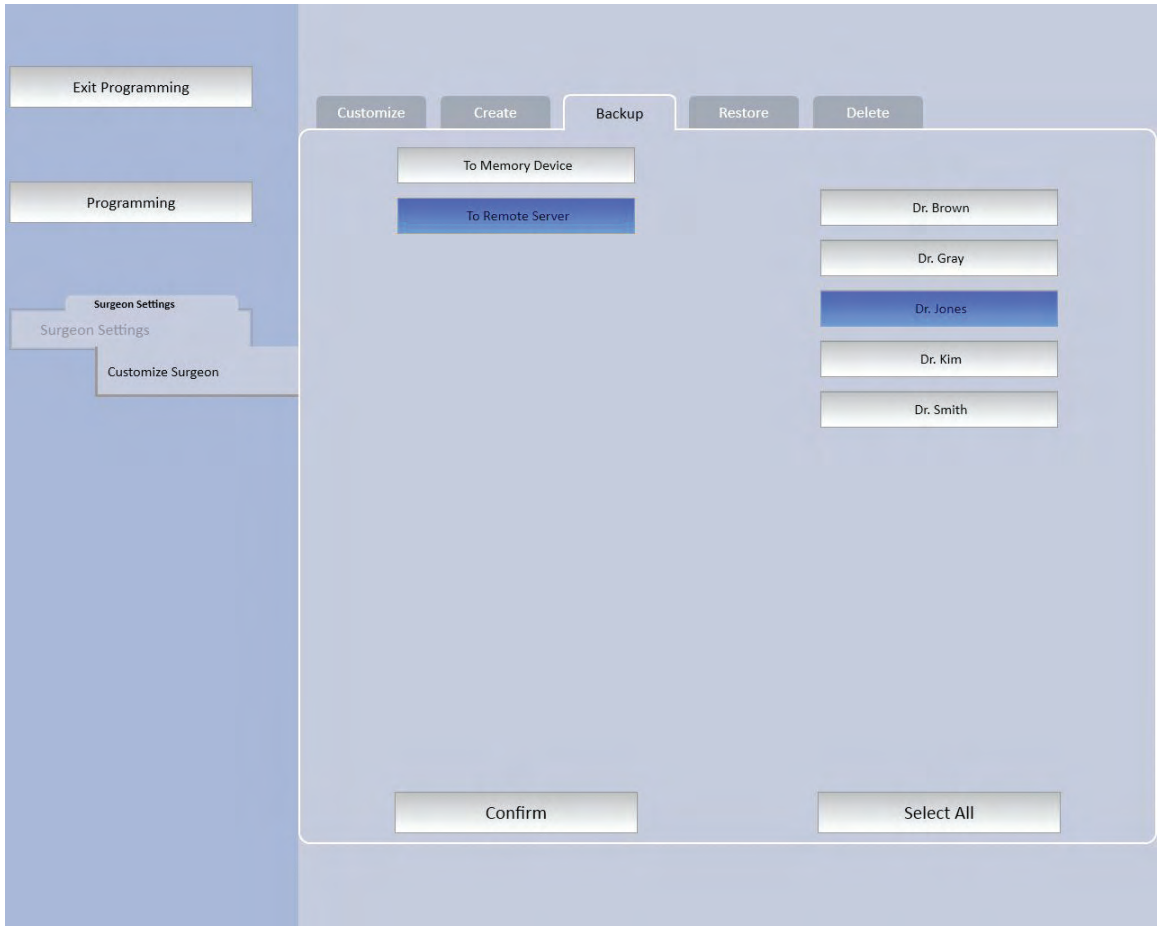 Exit Programming
Programming
Surgeon Settings
Surgeon Settings
Customize Surgeon
Customize
Create
Backup
Restore
Delete
To Memory Device
To Remote Server
Dr. Brown
Dr. Gray
Dr. Jones
Dr. Kim
Dr. Smith
Confirm
Select All